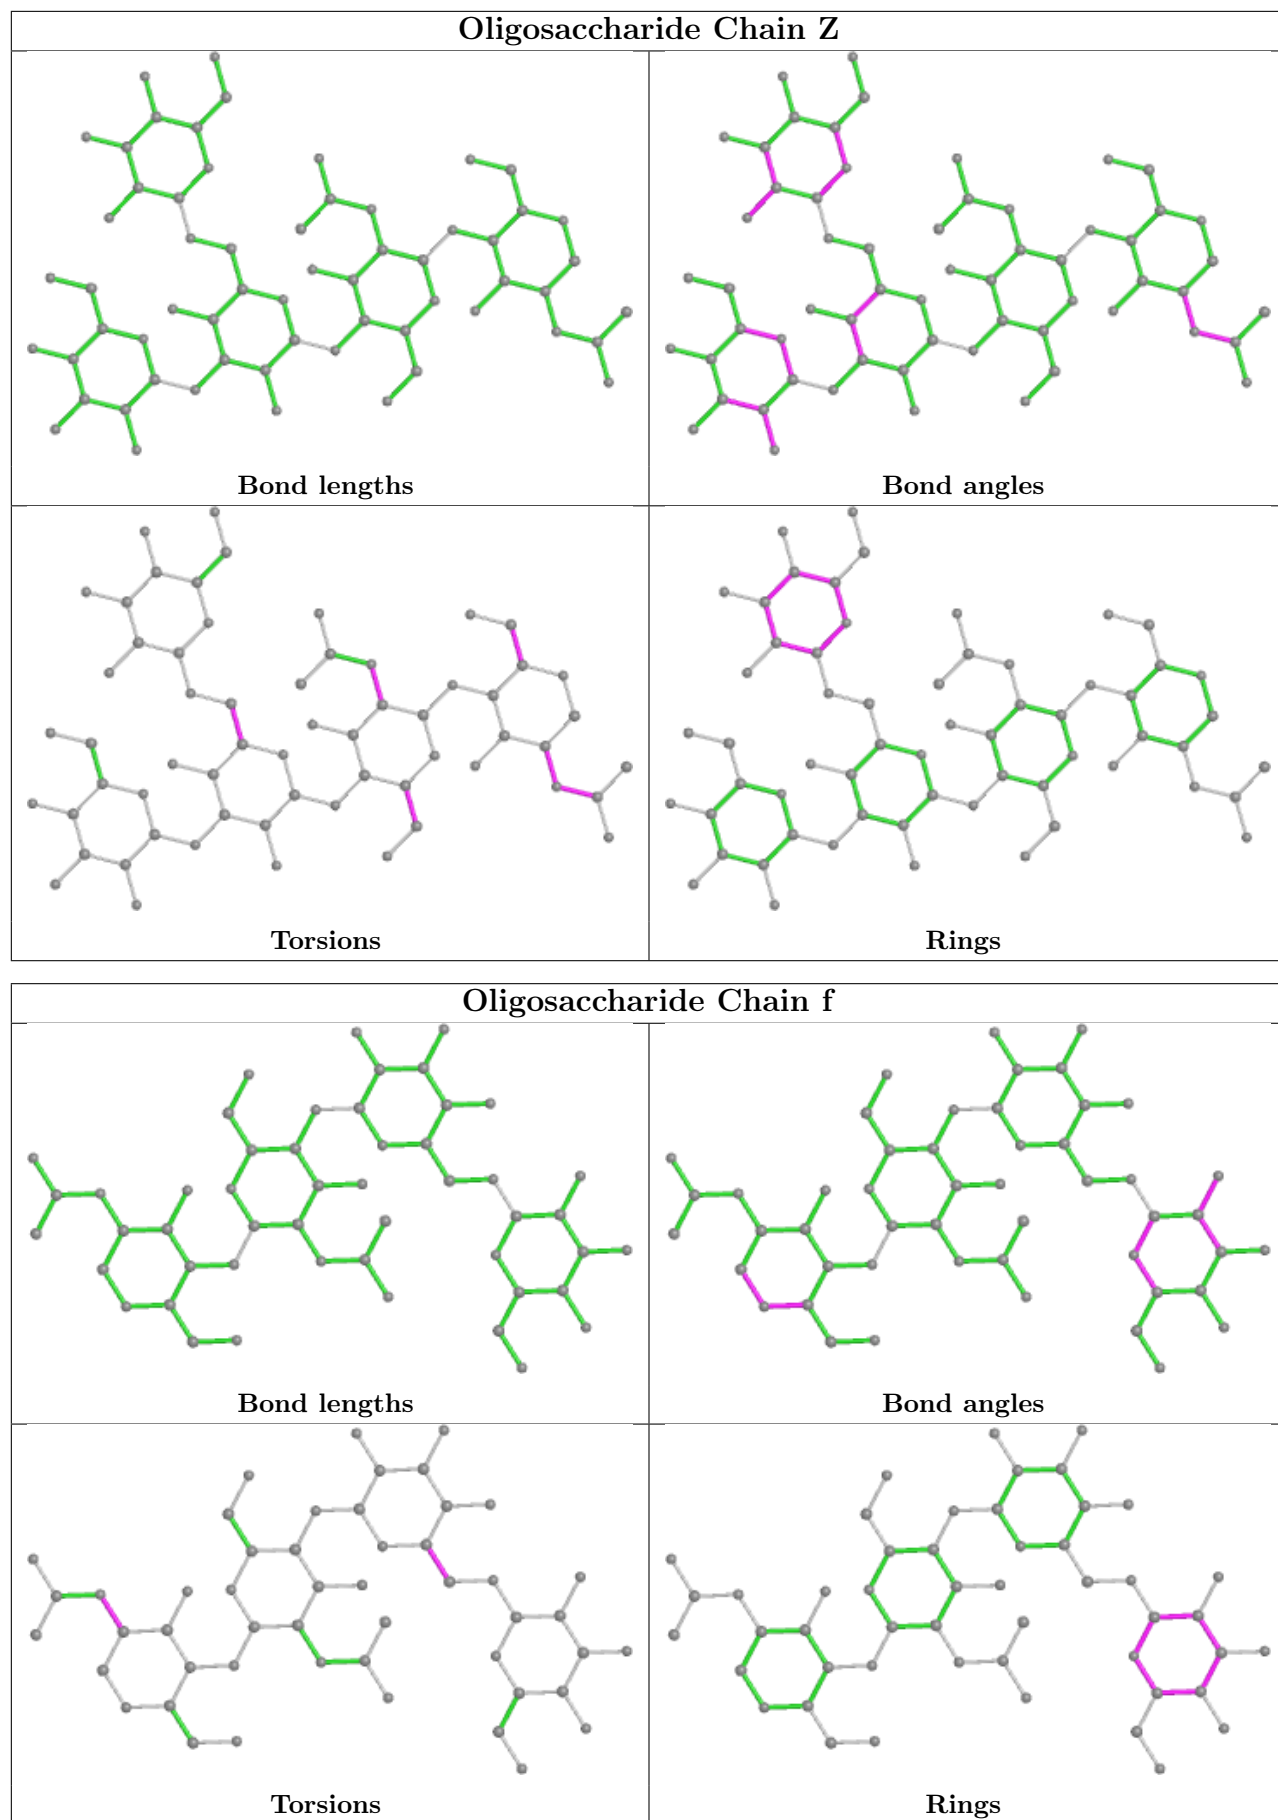 Oligosaccharide Chain Z
Bond lengths
Bond angles
Torsions
Rings
Oligosaccharide Chain f
Bond lengths
Bond angles
Torsions
Rings